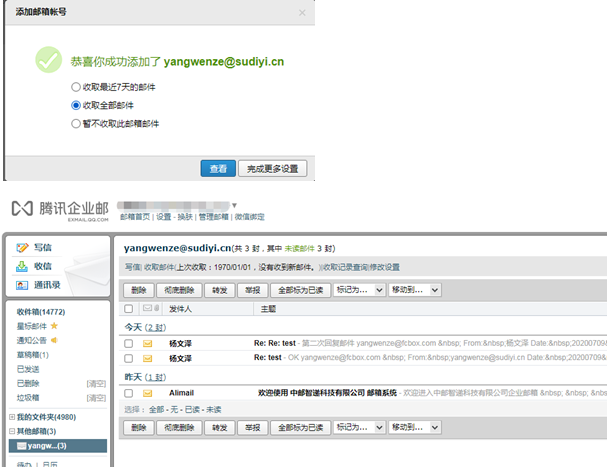 添加邮箱帐号
恭喜你成功添加了 yangwenze@sudiyi.cn
收取最近7天的邮件
收取全部邮件
暂不收取此邮箱邮件
查看 完成更多设置
腾讯企业邮
EXMAIL.QQ.COM
邮箱首页 | 设置 - 换肤 | 管理邮箱 | 微信绑定
写信
收信
通讯录
收件箱(14772)
星标邮件
通知公告
草稿箱(1)
已发送
已删除 [清空]
垃圾箱 [清空]
我的文件夹(4980)
其他邮箱(3)
yangw...(3)
待办 | 日历
yangwenze@sudiyi.cn(共 3 封，其中 未读邮件 3 封)
写信| 收取邮件(上次收取：1970/01/01，没有收到新邮件。)|收取记录查询|修改设置
删除 彻底删除 转发 举报 全部标为已读 标记为... 移动到...
发件人 主题
今天 (2 封)
杨文泽 Re: Re: test - 第二次回复邮件 yangwenze@fcbox.com &nbsp; From:&nbsp;杨文泽 Date:&nbsp;20200709&
杨文泽 Re: test - OK yangwenze@fcbox.com &nbsp; From:&nbsp;yangwenze@sudiyi.cn Date:&nbsp;20200709&
昨天 (1 封)
Alimail 欢迎使用 中邮智递科技有限公司 邮箱系统 - 欢迎进入中邮智递科技有限公司企业邮箱 &nbsp; &nbsp; &nbsp; &
选择： 全部 - 无 - 已读 - 未读
删除 彻底删除 转发 举报 全部标为已读 标记为... 移动到...